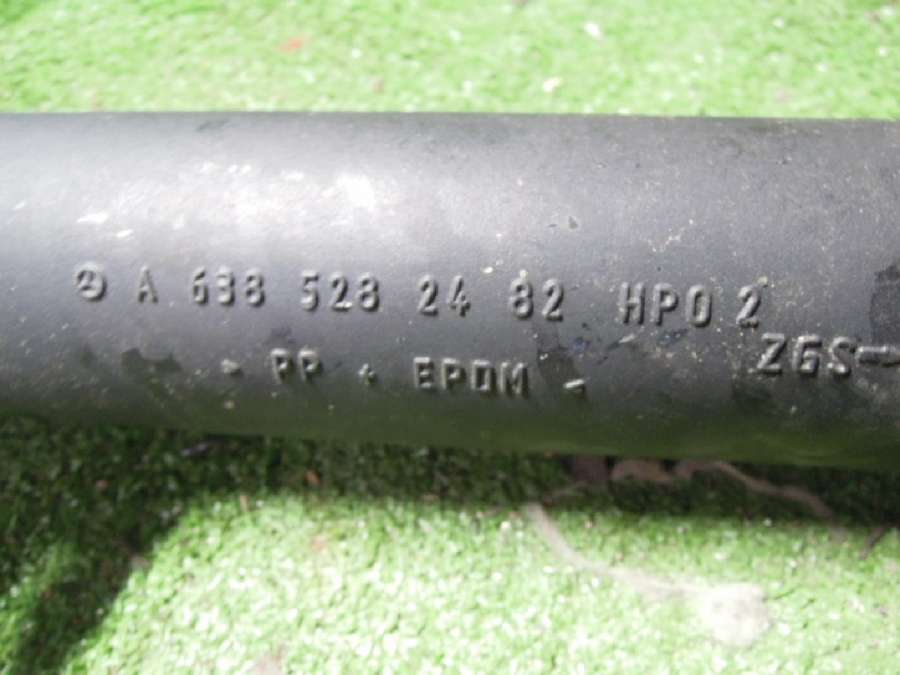 A 638 528 24 82 HPO 2
ZGS
- PP + EPDM -